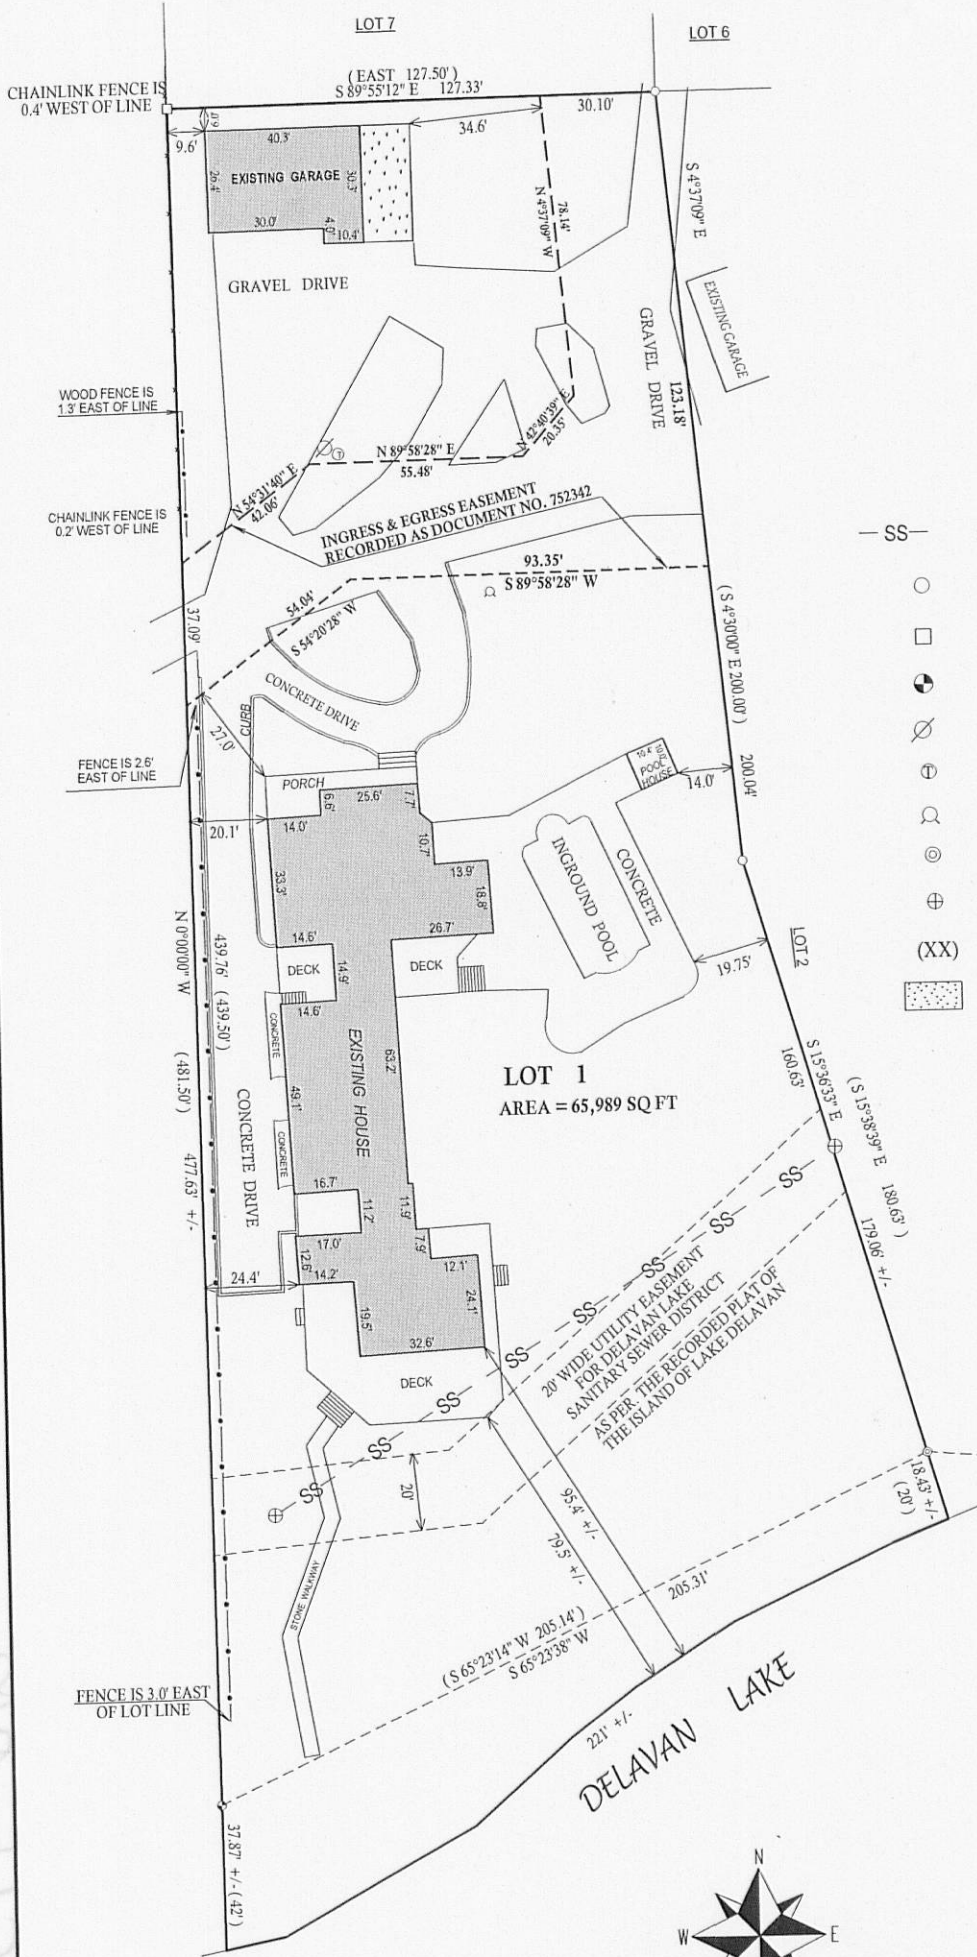 LOT 7
LOT 6
( EAST 127.50' )
S 89°55'12" E 127.33'
CHAINLINK FENCE IS
0.4' WEST OF LINE
30.10'
34.6'
9.6'
6.0'
40.3'
EXISTING GARAGE
26.4'
30.3'
30.0'
4.0'
10.4'
78.14'
N 4°37'09" W
S 4°37'09" E
GRAVEL DRIVE
GRAVEL DRIVE
EXISTING GARAGE
123.18'
WOOD FENCE IS
1.3' EAST OF LINE
N 42°40'39" E
20.35'
N 89°58'28" E
55.48'
N 54°31'40" E
42.06'
CHAINLINK FENCE IS
0.2' WEST OF LINE
INGRESS & EGRESS EASEMENT
RECORDED AS DOCUMENT NO. 752342
93.35'
S 89°58'28" W
SS
54.04'
S 54°20'28" W
37.09'
( S 4°30'00" E 200.00' )
200.04'
CONCRETE DRIVE
CURB
27.0'
FENCE IS 2.6'
EAST OF LINE
PORCH
10.4'
10.0'
POOL
HOUSE
14.0'
6.6'
25.6'
7.7'
20.1'
14.0'
10.7'
13.9'
18.8'
33.3'
26.7'
14.6'
INGROUND POOL
CONCRETE
LOT 2
19.75'
(XX)
DECK
14.9'
DECK
14.6'
N 0°00'00" W (481.50') 477.63' +/-
439.76' (439.50')
CONCRETE
EXISTING HOUSE
63.2'
49.1'
CONCRETE
CONCRETE DRIVE
LOT 1
AREA = 65,989 SQ FT
S 15°36'33" E
160.63'
( S 15°38'39" E 180.63' )
179.06' +/-
16.7'
11.2'
11.9'
17.0'
7.9'
12.6'
14.2'
12.1'
24.1'
24.4'
19.5'
32.6'
DECK
SS
SS
SS
SS
SS
SS
SS
SS
20' WIDE UTILITY EASEMENT
FOR DELAVAN LAKE
SANITARY SEWER DISTRICT
AS PER. THE RECORDED PLAT OF
THE ISLAND OF LAKE DELAVAN
20'
95.4' +/-
79.5' +/-
18.43' +/-
( 20' )
STONE WALKWAY
205.31'
( S 65°23'14" W 205.14' )
S 65°23'38" W
FENCE IS 3.0' EAST
OF LOT LINE
221' +/-
DELAVAN LAKE
37.87' +/- (42')
N
W
E